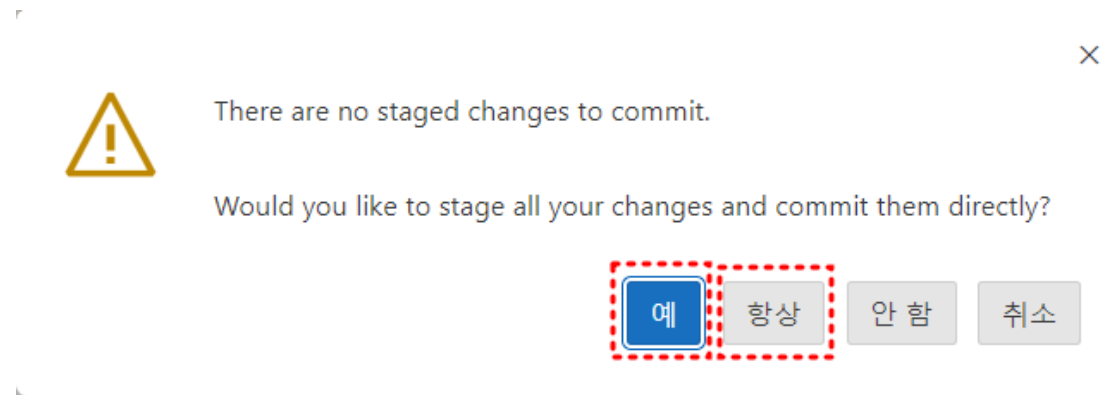 There are no staged changes to commit.
Would you like to stage all your changes and commit them directly?
예 항상 안 함 취소